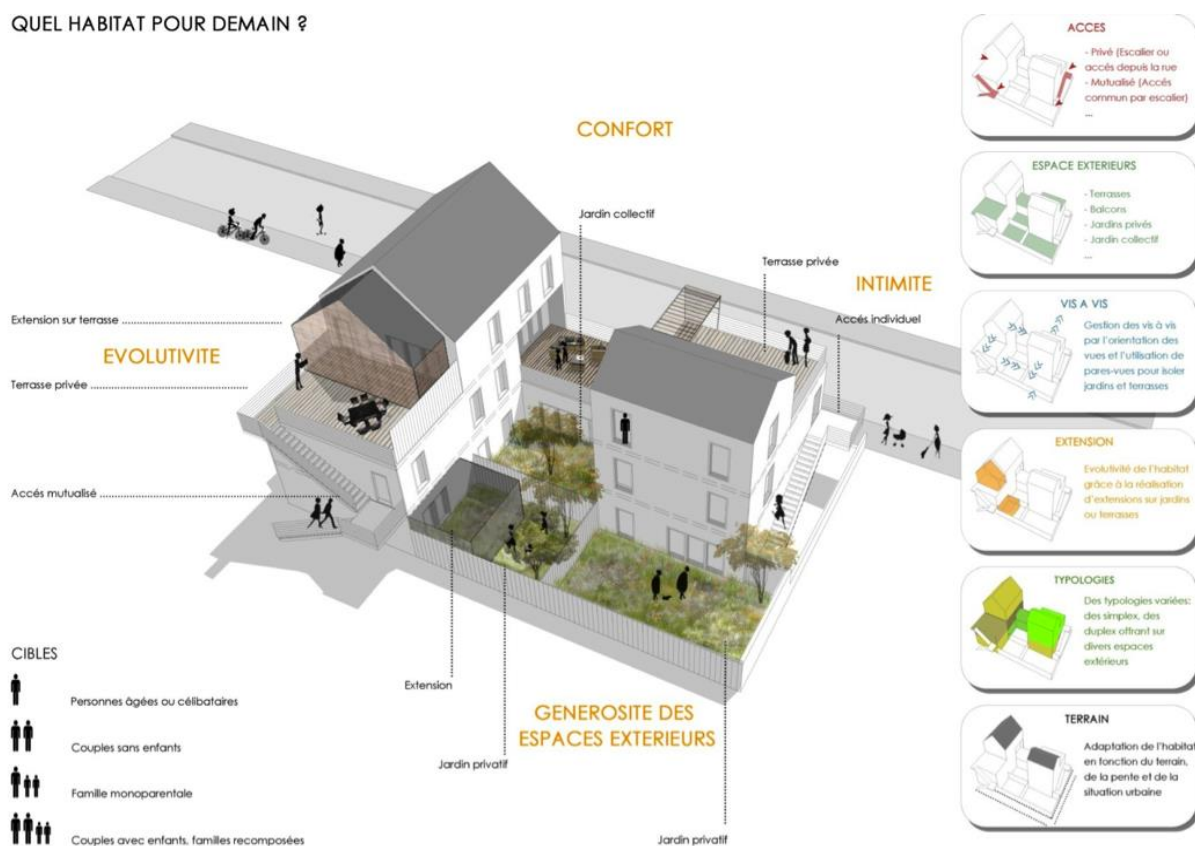 QUEL HABITAT POUR DEMAIN ?
CONFORT
Jardin collectif
Terrasse privée
INTIMITE
Accés individuel
Extension sur terrasse
EVOLUTIVITE
Terrasse privée
Accés mutualisé
Extension
GENEROSITE DES
ESPACES EXTERIEURS
Jardin privatif
Jardin privatif
CIBLES
Personnes âgées ou célibataires
Couples sans enfants
Famille monoparentale
Couples avec enfants, familles recomposées
ACCES
- Privé (Escalier ou
accés depuis la rue
- Mutualisé (Accés
commun par escalier)
...
ESPACE EXTERIEURS
- Terrasses
- Balcons
- Jardins privés
- Jardin collectif
...
VIS A VIS
Gestion des vis à vis
par l'orientation des
vues et l'utilisation de
pares-vues pour isoler
jardins et terrasses
EXTENSION
Evolutivité de l'habitat
grâce à la réalisation
d'extensions sur jardins
ou terrasses
TYPOLOGIES
Des typologies variées:
des simplex, des
duplex offrant sur
divers espaces
extérieurs
TERRAIN
Adaptation de l'habitat
en fonction du terrain,
de la pente et de la
situation urbaine